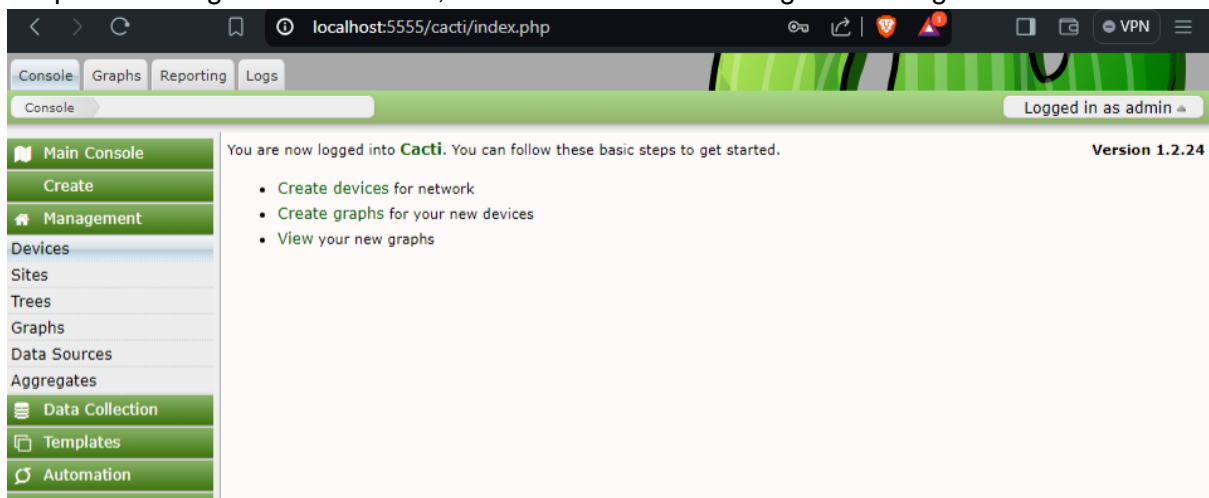 localhost:5555/cacti/index.php
VPN
Console Graphs Reporting Logs
Console
Logged in as admin
Main Console
Create
Management
Devices
Sites
Trees
Graphs
Data Sources
Aggregates
Data Collection
Templates
Automation
You are now logged into Cacti. You can follow these basic steps to get started.
Version 1.2.24
• Create devices for network
• Create graphs for your new devices
• View your new graphs